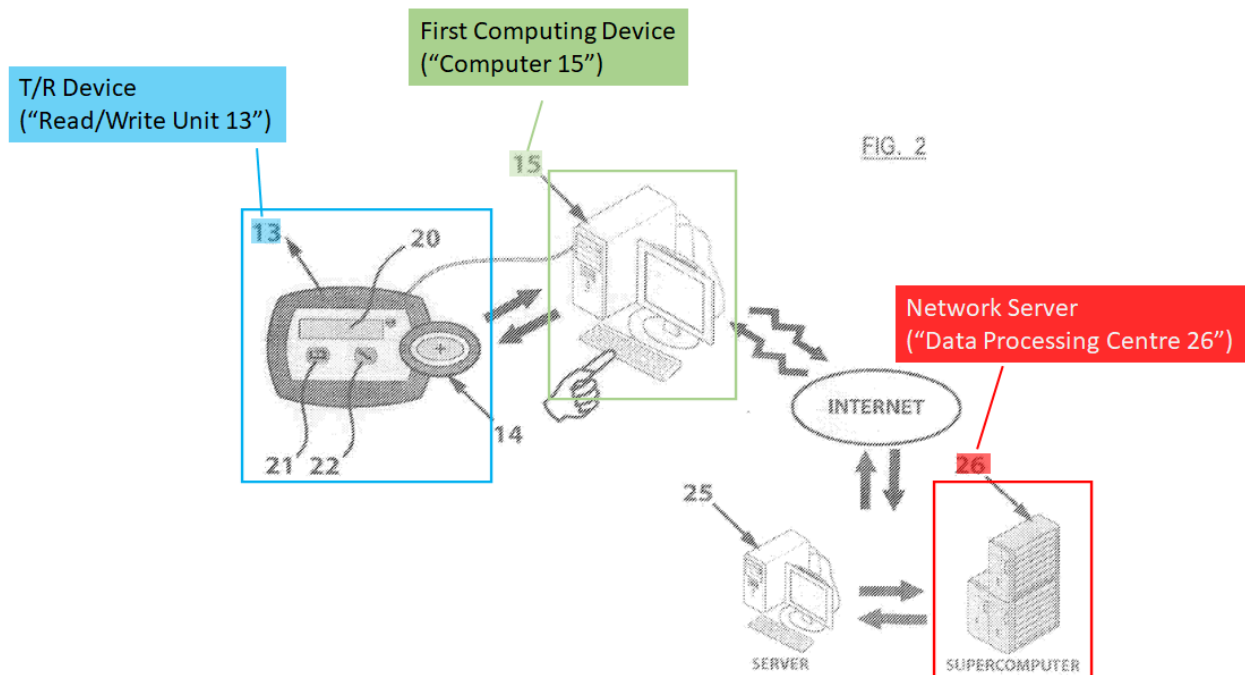 First Computing Device
(“Computer 15”)
T/R Device
(“Read/Write Unit 13”)
FIG. 2
15
13
20
Network Server
(“Data Processing Centre 26”)
INTERNET
14
21 22
26
25
SERVER
SUPERCOMPUTER